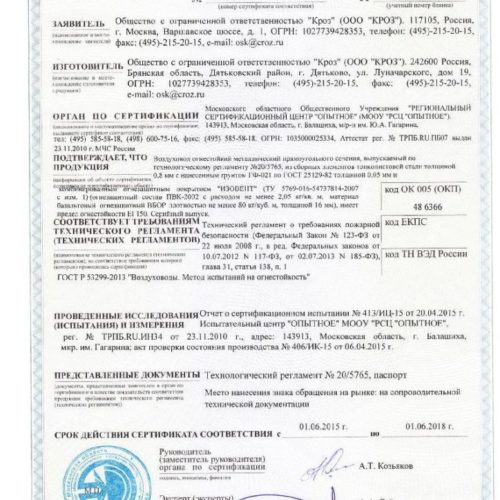 (номер сертификата соответствия)
(учетный номер бланка)
ЗАЯВИТЕЛЬ Общество с ограниченной ответственностью "Кроз" (ООО "КРОЗ"). 117105, Россия,
г. Москва, Варшавское шоссе, д. 1, ОГРН: 1027739428353, телефон: (495)-215-20-15,
факс: (495)-215-20-15, e-mail: osk@croz.ru
ИЗГОТОВИТЕЛЬ Общество с ограниченной ответственностью "Кроз" (ООО "КРОЗ"). 242600 Россия,
Брянская область, Дятьковский район, г. Дятьково, ул. Луначарского, дом 19,
ОГРН: 1027739428353, телефон: (495)-215-20-15, факс: (495)-215-20-15,
e-mail: osk@croz.ru
ОРГАН ПО СЕРТИФИКАЦИИ Московского областного Общественного Учреждения "РЕГИОНАЛЬНЫЙ
СЕРТИФИКАЦИОННЫЙ ЦЕНТР "ОПЫТНОЕ" (МООУ "РСЦ "ОПЫТНОЕ").
143913, Московская область, г. Балашиха, м-р им Ю.А. Гагарина.
тел: (495) 585-58-18, (498) 600-75-16, факс: (495) 585-58-18, ОГРН: 1035000025334, Аттестат рег. № ТРПБ.RU.ПБ07 выдан
23.11.2010 г. МЧС России
ПОДТВЕРЖДАЕТ, ЧТО
ПРОДУКЦИЯ
Воздуховод огнестойкий металлический прямоугольного сечения, выпускаемый по
технологическому регламенту №20/5765, из сборных элементов тонколистовой стали толщиной
0,8 мм с нанесенным грунтом ГФ-021 по ГОСТ 25129-82 толщиной 0,05 мм и
комбинированным огнезащитным покрытием "ИЗОВЕНТ" (ТУ 5769-016-54737814-2007
с изм. 1) (огнезащитный состав ПВК-2002 с расходом не менее 2,05 кг/кв. м, материал
базальтовый огнезащитный ВБОР плотностью не менее 80 кг/куб. м, толщиной 16 мм), имеет
предел огнестойкости EI 150. Серийный выпуск.
код ОК 005 (ОКП)
48 6366
СООТВЕТСТВУЕТ ТРЕБОВАНИЯМ
ТЕХНИЧЕСКОГО РЕГЛАМЕНТА
(ТЕХНИЧЕСКИХ РЕГЛАМЕНТОВ)
Технический регламент о требованиях пожарной
безопасности (Федеральный Закон № 123-ФЗ от
22 июля 2008 г., в ред. Федеральных законов от
10.07.2012 N 117-ФЗ, от 02.07.2013 N 185-ФЗ),
глава 31, статья 138, п. 1
код ЕКПС
код ТН ВЭД России
ГОСТ Р 53299-2013 "Воздуховоды. Метод испытаний на огнестойкость"
ПРОВЕДЕННЫЕ ИССЛЕДОВАНИЯ
(ИСПЫТАНИЯ) И ИЗМЕРЕНИЯ
Отчет о сертификационном испытании № 413/ИЦ-15 от 20.04.2015 г.
Испытательный центр "ОПЫТНОЕ" МООУ "РСЦ "ОПЫТНОЕ",
рег. № ТРПБ.RU.ИН34 от 23.11.2010 г., адрес: 143913, Московская область, г. Балашиха,
мкр. им. Гагарина; акт проверки состояния производства № 406/ИК-15 от 06.04.2015 г.
ПРЕДСТАВЛЕННЫЕ ДОКУМЕНТЫ Технологический регламент № 20/5765, паспорт
Место нанесения знака обращения на рынке: на сопроводительной
технической документации
СРОК ДЕЙСТВИЯ СЕРТИФИКАТА СООТВЕТСТВИЯ с 01.06.2015 г. по 01.06.2018 г.
Руководитель
(заместитель руководителя)
органа по сертификации
А.Т. Козьяков
Эксперт (эксперты)